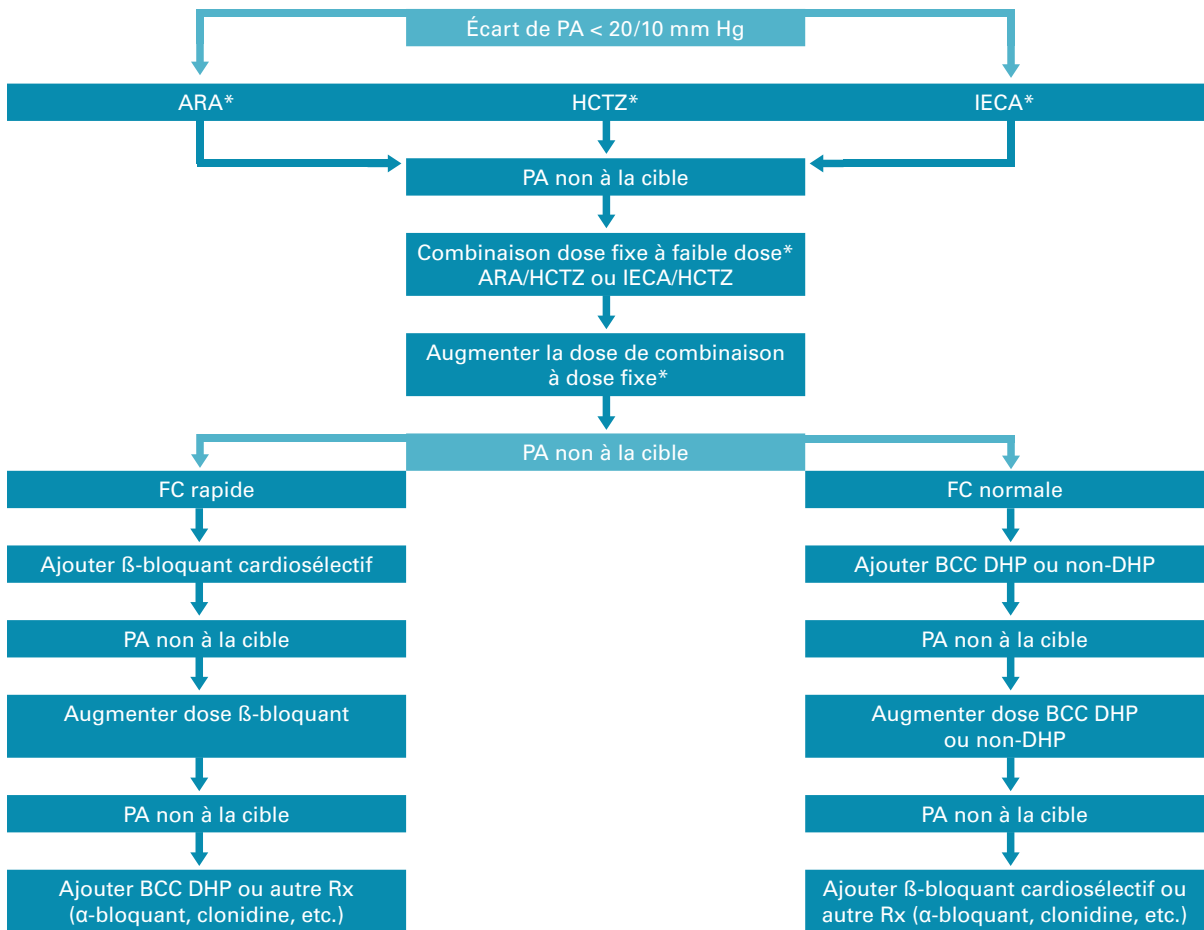 Écart de PA < 20/10 mm Hg
ARA*
HCTZ*
IECA*
PA non à la cible
Combinaison dose fixe à faible dose*
ARA/HCTZ ou IECA/HCTZ
Augmenter la dose de combinaison
à dose fixe*
PA non à la cible
FC rapide
Ajouter ß-bloquant cardiosélectif
PA non à la cible
Augmenter dose ß-bloquant
PA non à la cible
Ajouter BCC DHP ou autre Rx
(α-bloquant, clonidine, etc.)
FC normale
Ajouter BCC DHP ou non-DHP
PA non à la cible
Augmenter dose BCC DHP
ou non-DHP
PA non à la cible
Ajouter ß-bloquant cardiosélectif ou
autre Rx (α-bloquant, clonidine, etc.)